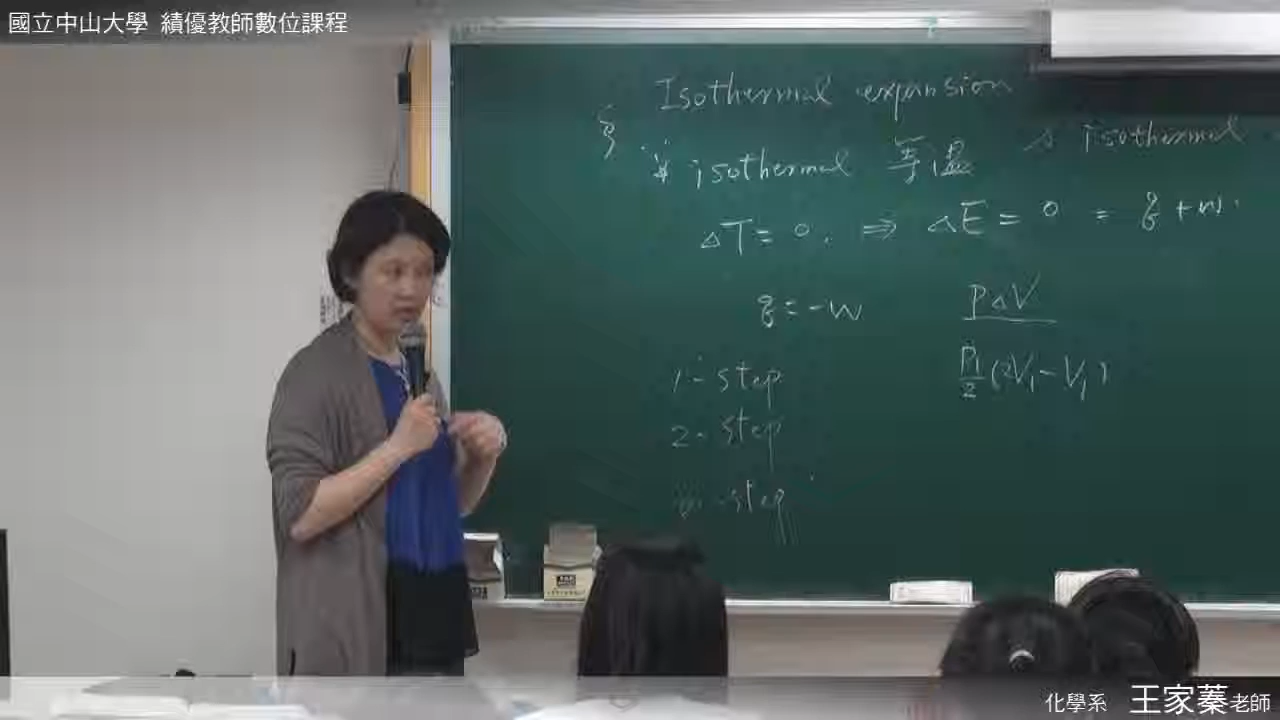 國立中山大學 績優教師數位課程
Isothermal expansion
isothermal
isothermal 等温
ΔT = 0. ⇒ ΔE = 0 = q + w.
q = -w
PΔV
P₁/2 (2V₁ - V₁)
1-step
2-step
-step
化學系 王家蓁老師